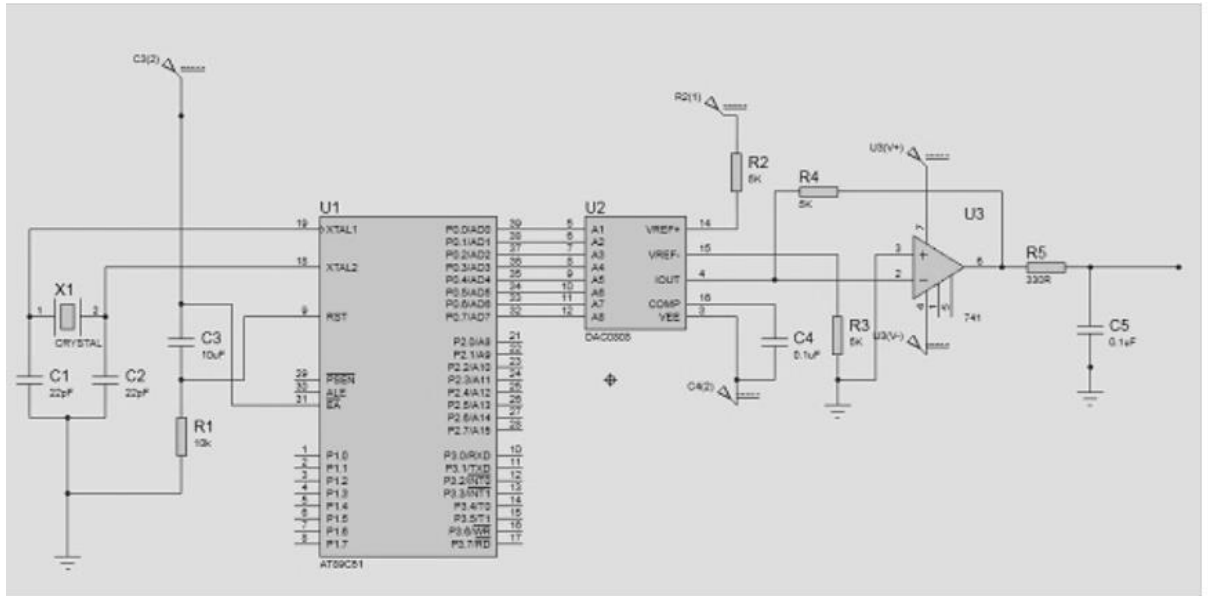 C3(2)
R2(1)
R2
5K
R4
5K
U3(V+)
U3
7
3
+
2
-
6
4
1
5
741
U3(V-)
R5
330R
C5
0.1uF
U1
19
XTAL1
18
XTAL2
9
RST
29
PSEN
30
ALE
31
EA
1
P1.0
2
P1.1
3
P1.2
4
P1.3
5
P1.4
6
P1.5
7
P1.6
8
P1.7
P0.0/AD0
39
P0.1/AD1
38
P0.2/AD2
37
P0.3/AD3
36
P0.4/AD4
35
P0.5/AD5
34
P0.6/AD6
33
P0.7/AD7
32
P2.0/A8
21
P2.1/A9
22
P2.2/A10
23
P2.3/A11
24
P2.4/A12
25
P2.5/A13
26
P2.6/A14
27
P2.7/A15
28
P3.0/RXD
10
P3.1/TXD
11
P3.2/INT0
12
P3.3/INT1
13
P3.4/T0
14
P3.5/T1
15
P3.6/WR
16
P3.7/RD
17
AT89C51
X1
1
2
CRYSTAL
C1
22pF
C2
22pF
C3
10uF
R1
10k
U2
5
A1
6
A2
7
A3
8
A4
9
A5
10
A6
11
A7
12
A8
VREF+
14
VREF-
15
IOUT
4
COMP
16
VEE
3
DAC0808
C4
0.1uF
C4(2)
R3
5K